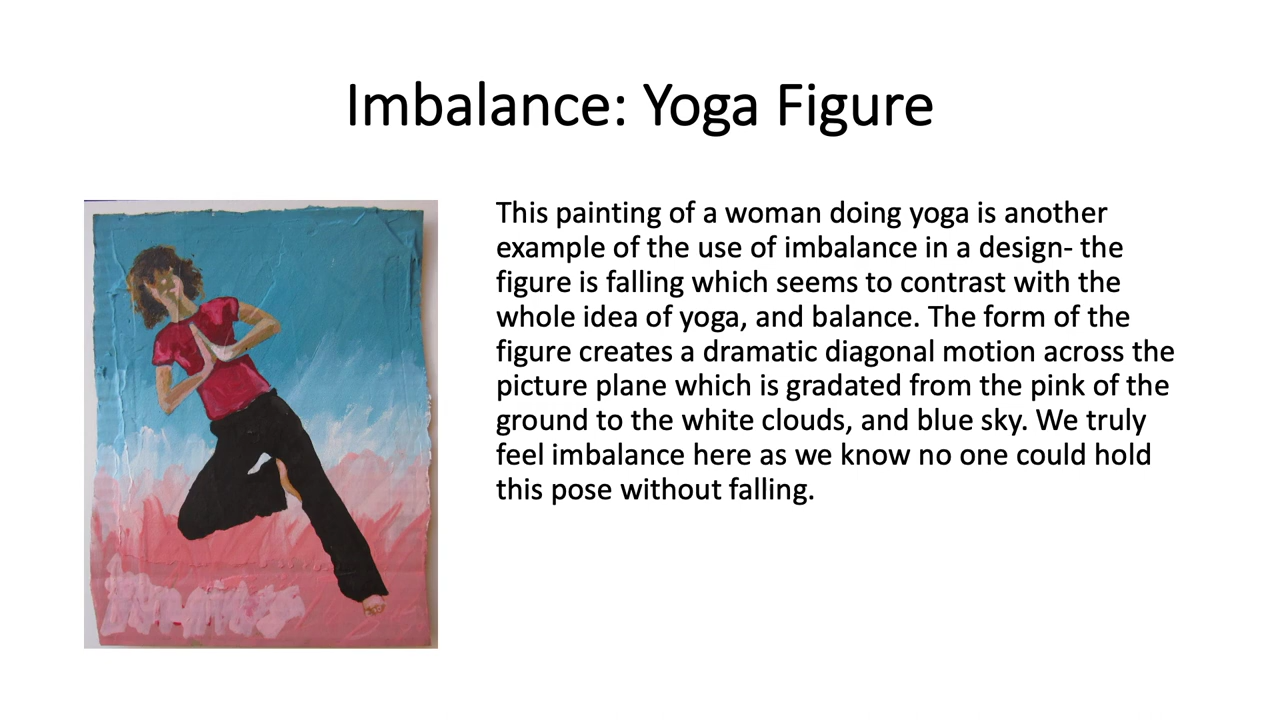 Imbalance: Yoga Figure
This painting of a woman doing yoga is another
example of the use of imbalance in a design- the
figure is falling which seems to contrast with the
whole idea of yoga, and balance. The form of the
figure creates a dramatic diagonal motion across the
picture plane which is gradated from the pink of the
ground to the white clouds, and blue sky. We truly
feel imbalance here as we know no one could hold
this pose without falling.